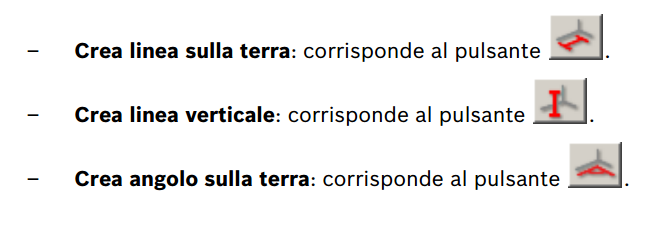 – Crea linea sulla terra: corrisponde al pulsante .
– Crea linea verticale: corrisponde al pulsante .
– Crea angolo sulla terra: corrisponde al pulsante .